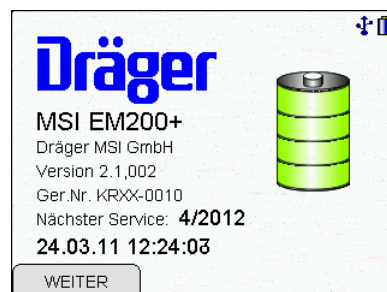 Dräger
MSI EM200+
Dräger MSI GmbH
Version 2.1,002
Ger.Nr. KRXX-0010
Nächster Service: 4/2012
24.03.11 12:24:03
WEITER